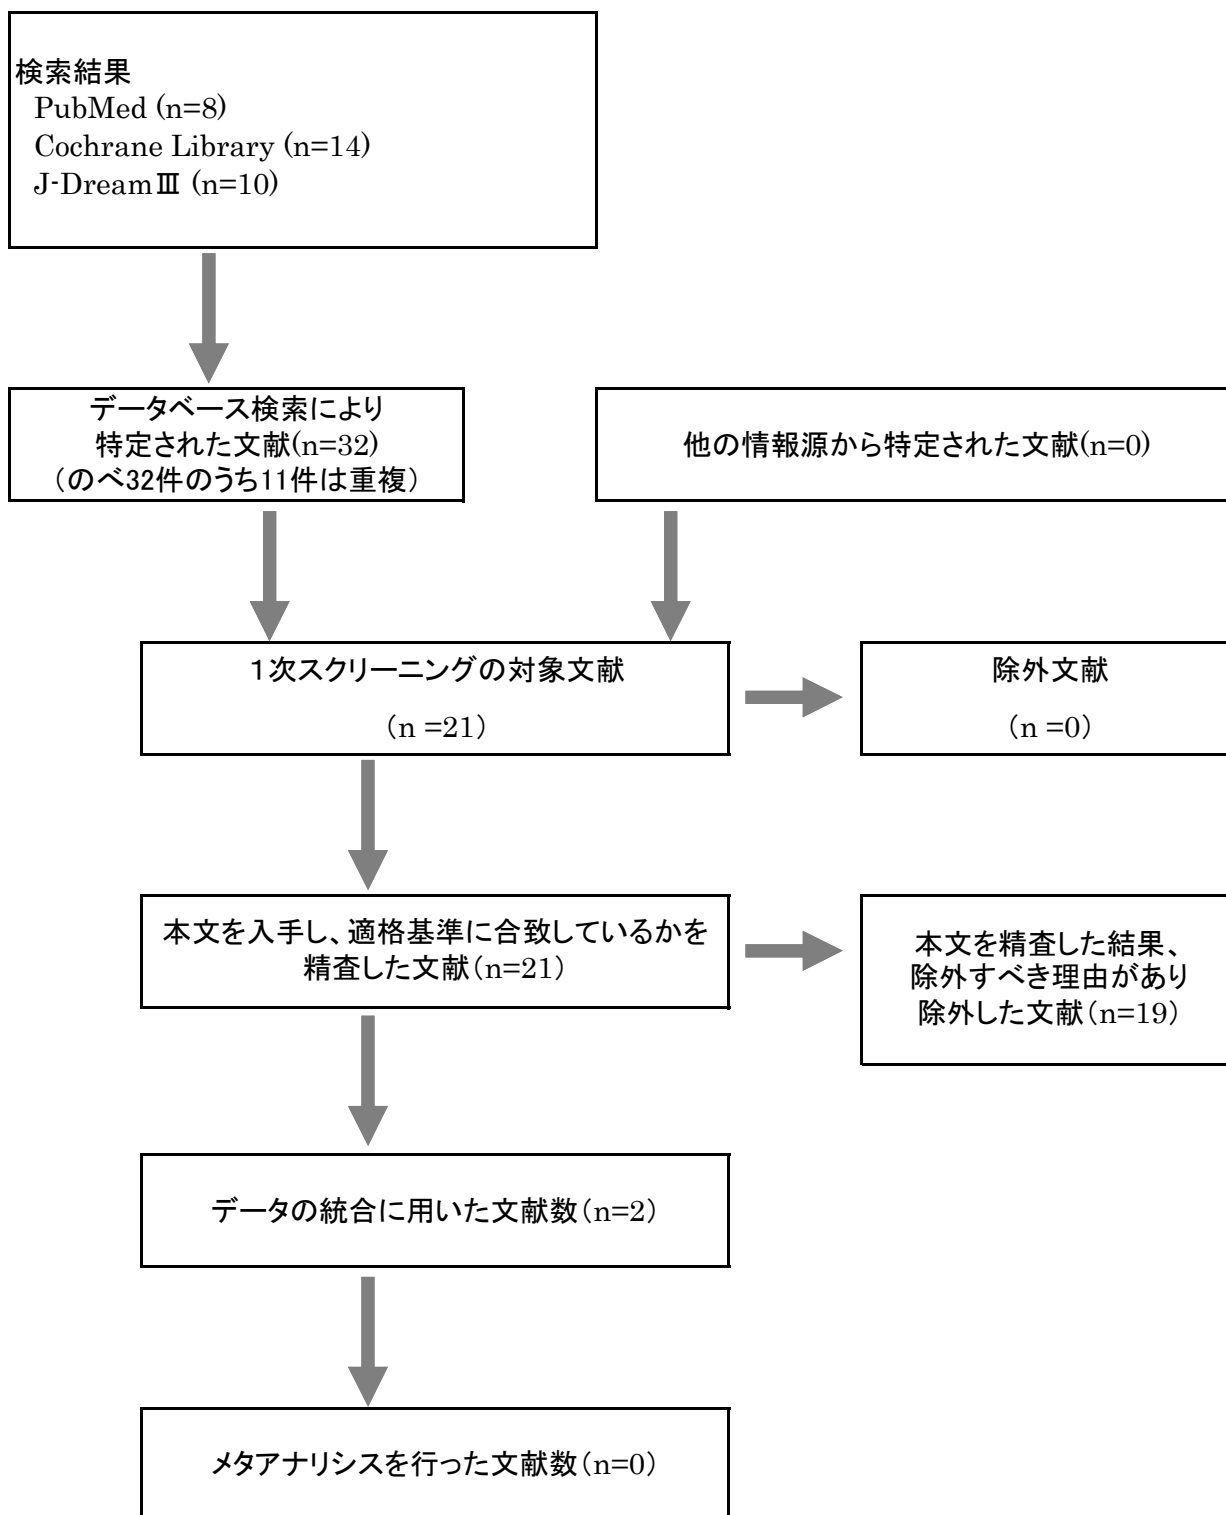 検索結果
PubMed (n=8)
Cochrane Library (n=14)
J-DreamⅢ (n=10)
データベース検索により
特定された文献(n=32)
（のべ32件のうち11件は重複）
他の情報源から特定された文献(n=0)
1次スクリーニングの対象文献
（n =21）
除外文献
（n =0）
本文を入手し、適格基準に合致しているかを
精査した文献（n=21）
本文を精査した結果、
除外すべき理由があり
除外した文献（n=19）
データの統合に用いた文献数（n=2）
メタアナリシスを行った文献数（n=0）